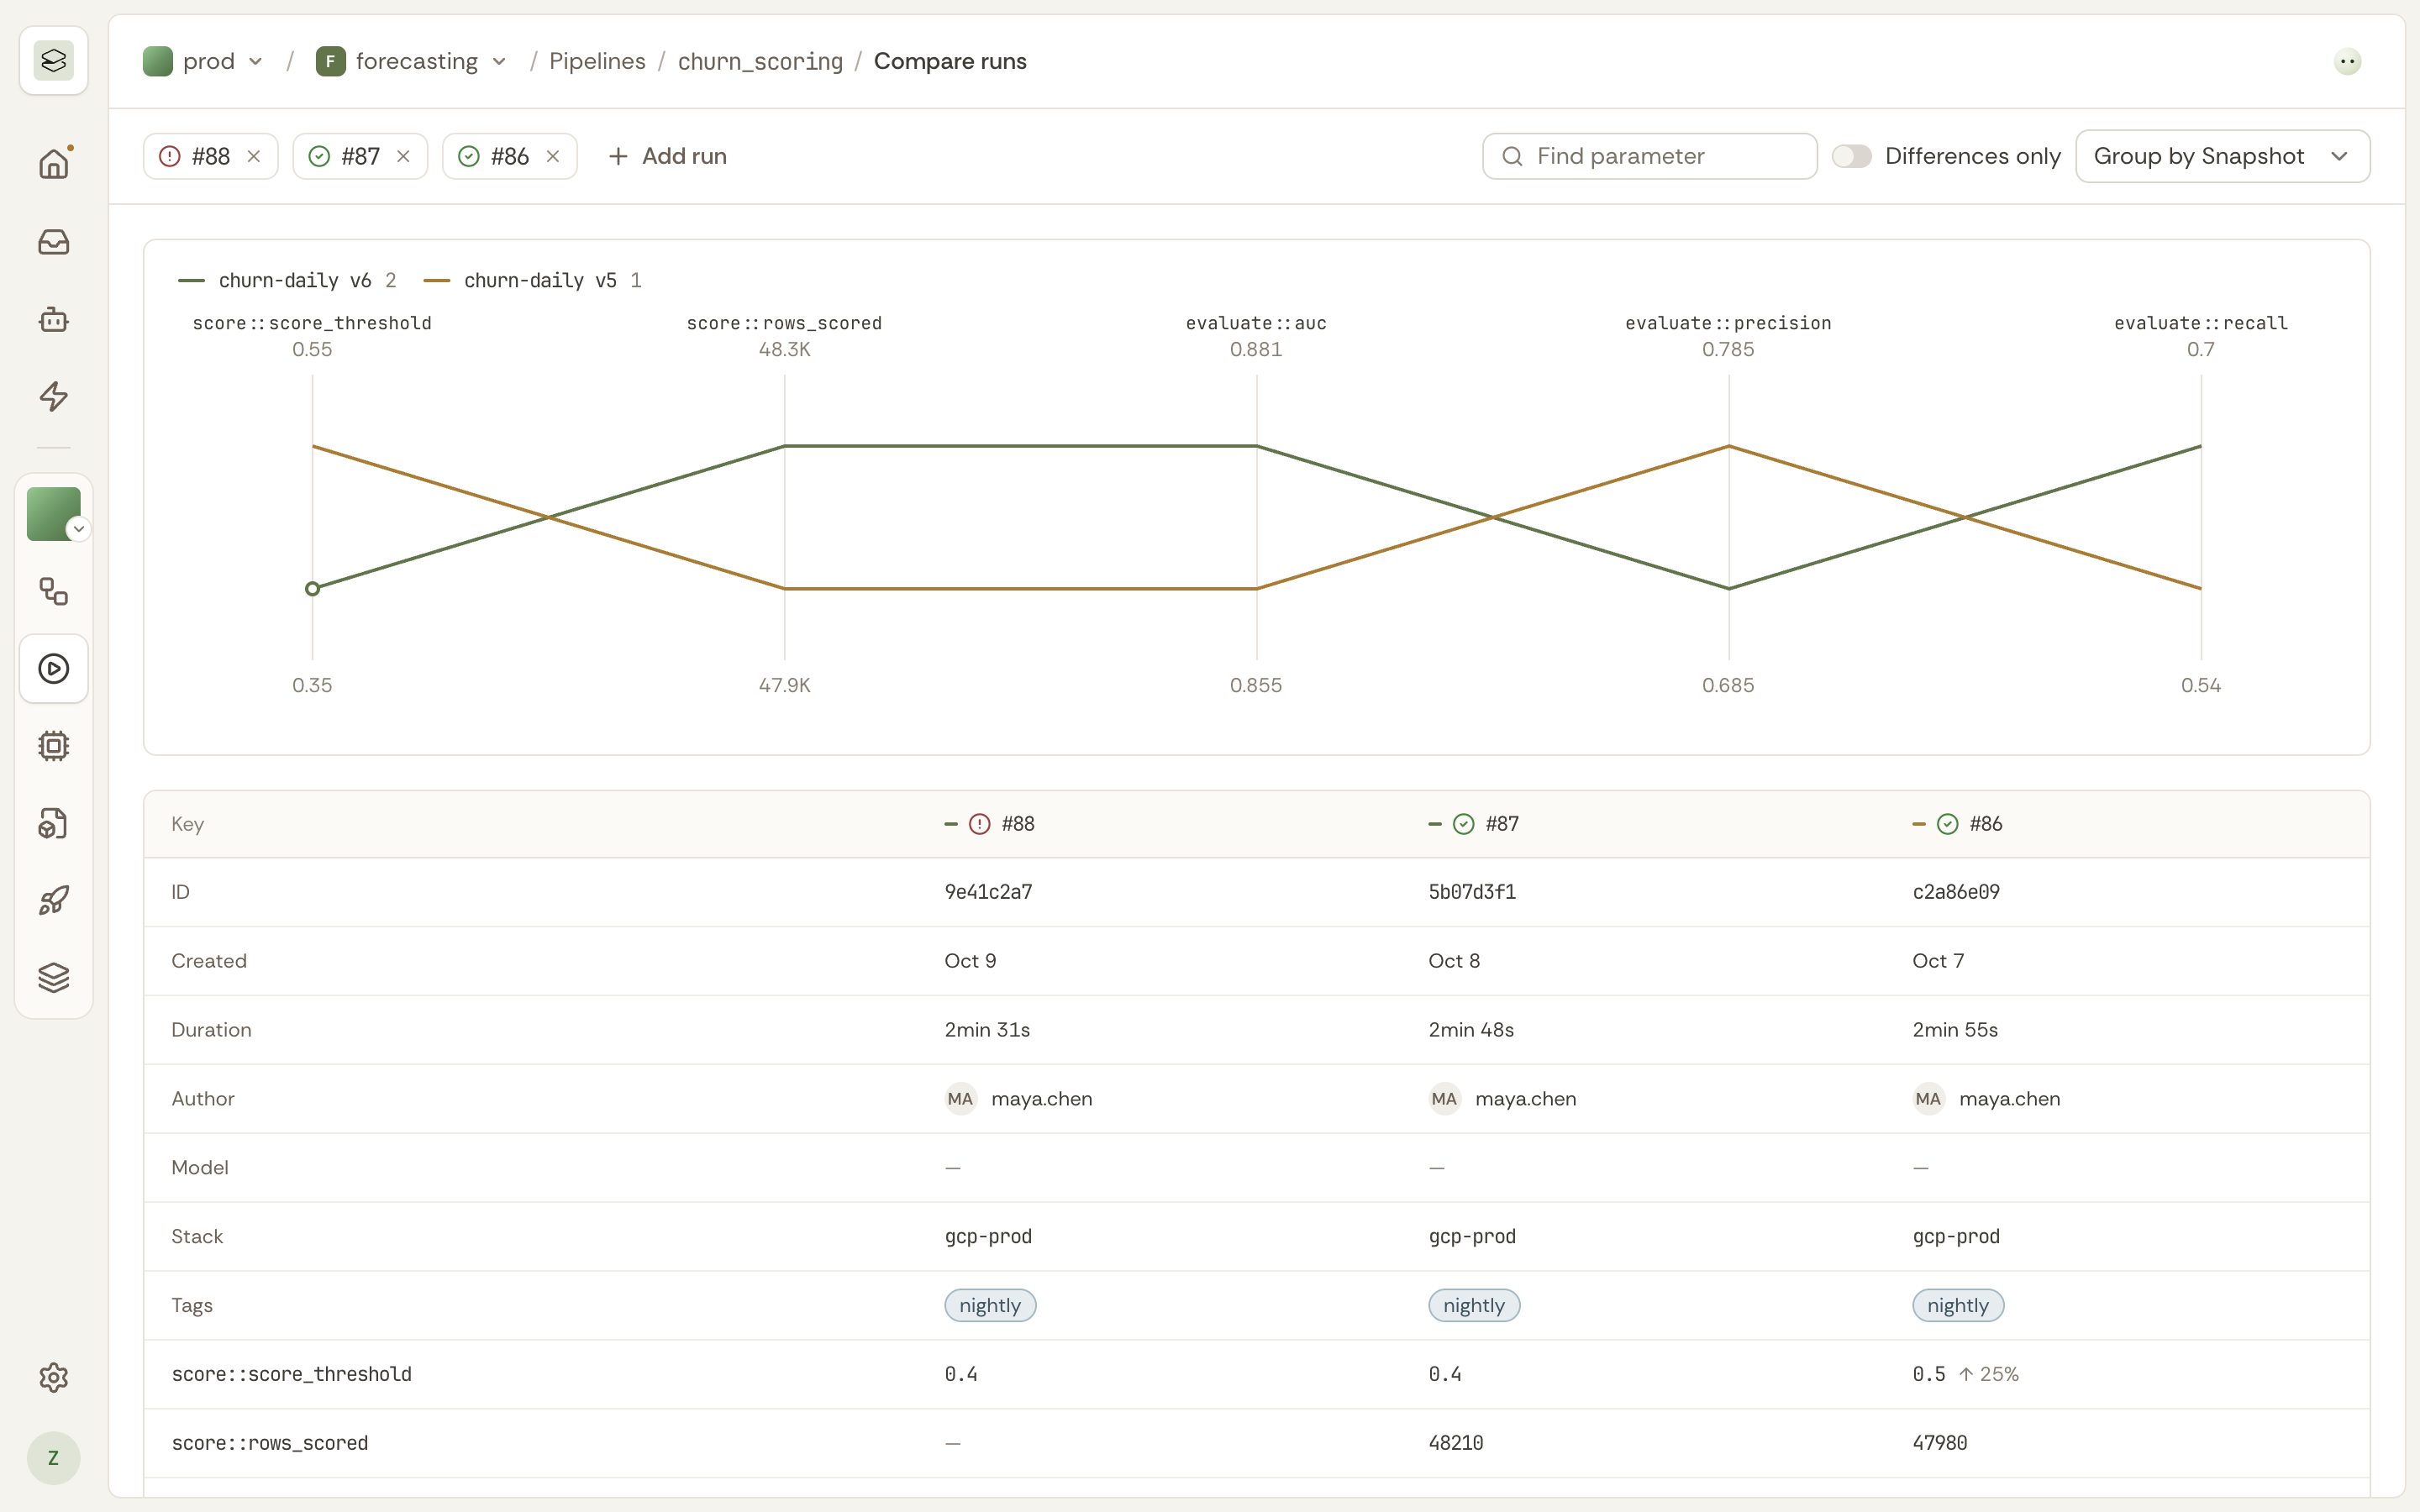 prod / F forecasting / Pipelines / churn_scoring / Compare runs
#88 #87 #86 Add run Find parameter Differences only Group by Snapshot
churn-daily v6 2 churn-daily v5 1
score::score_threshold score::rows_scored evaluate::auc evaluate::precision evaluate::recall
0.55 48.3K 0.881 0.785 0.7
0.35 47.9K 0.855 0.685 0.54
Key #88 #87 #86
ID 9e41c2a7 5b07d3f1 c2a86e09
Created Oct 9 Oct 8 Oct 7
Duration 2min 31s 2min 48s 2min 55s
Author MA maya.chen MA maya.chen MA maya.chen
Model — — —
Stack gcp-prod gcp-prod gcp-prod
Tags nightly nightly nightly
score::score_threshold 0.4 0.4 0.5 ↑ 25%
score::rows_scored — 48210 47980
Z